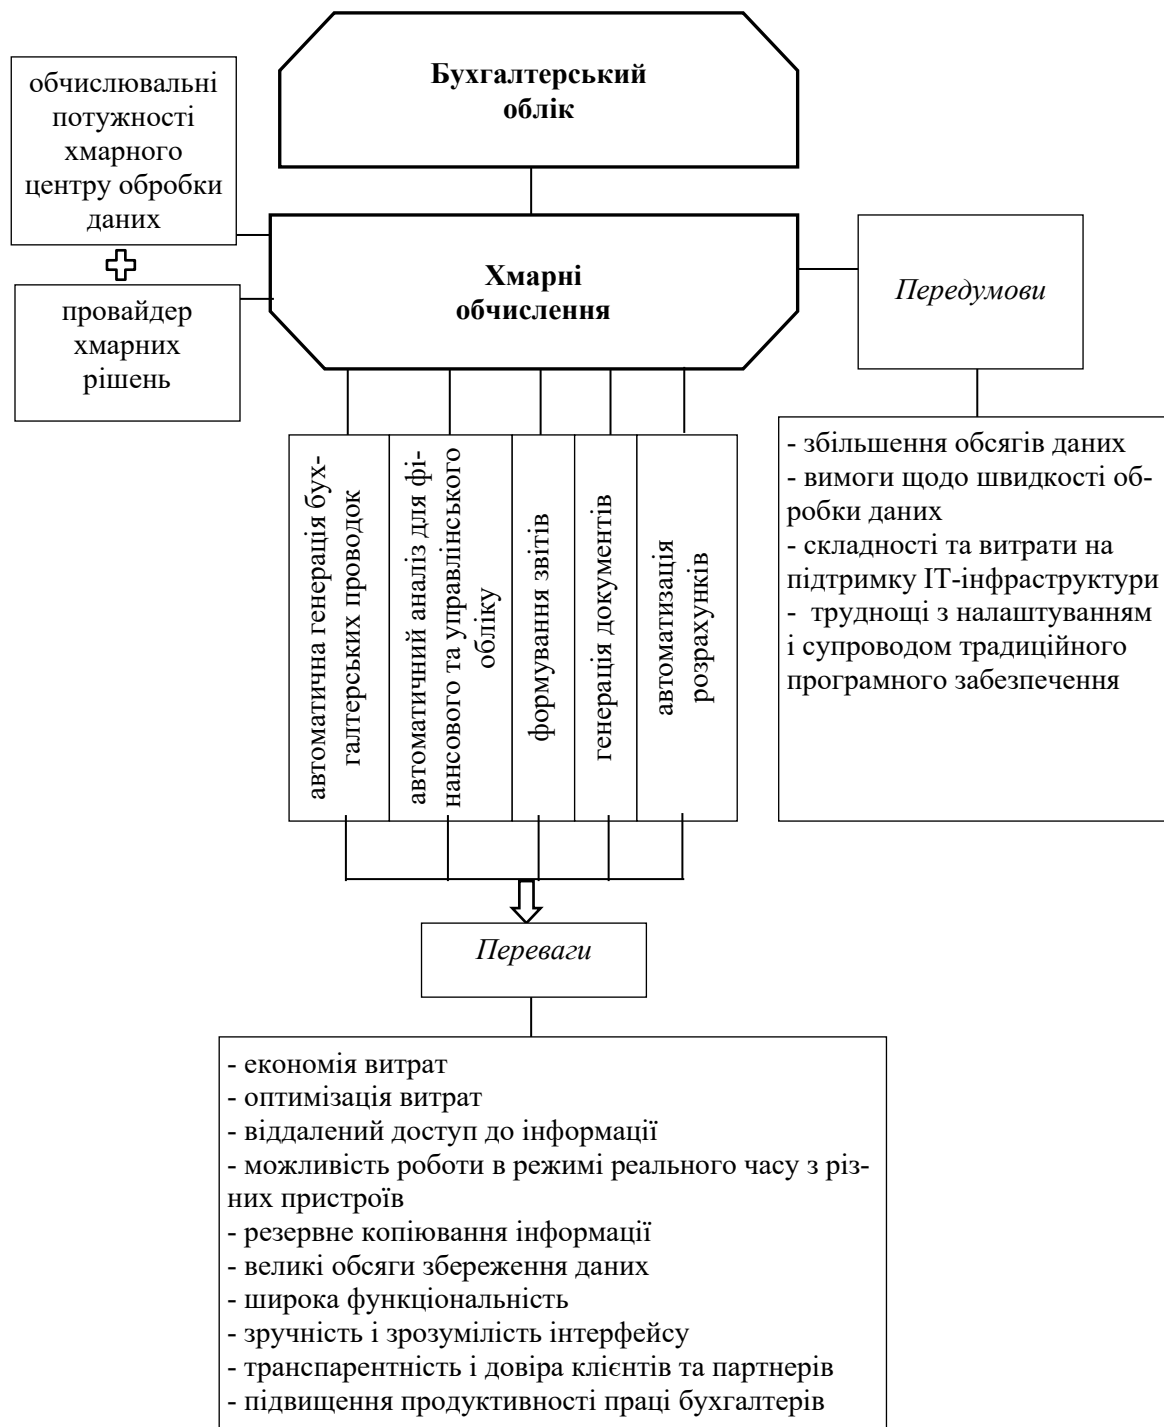 Бухгалтерський
облік
обчислювальні
потужності
хмарного
центру обробки
даних
провайдер
хмарних
рішень
Хмарні
обчислення
Передумови
- збільшення обсягів даних
- вимоги щодо швидкості об-
робки даних
- складності та витрати на
підтримку ІТ-інфраструктури
- труднощі з налаштуванням
і супроводом традиційного
програмного забезпечення
автоматична генерація бух-
галтерських проводок
автоматичний аналіз для фі-
нансового та управлінського
обліку
формування звітів
генерація документів
автоматизація
розрахунків
Переваги
- економія витрат
- оптимізація витрат
- віддалений доступ до інформації
- можливість роботи в режимі реального часу з різ-
них пристроїв
- резервне копіювання інформації
- великі обсяги збереження даних
- широка функціональність
- зручність і зрозумілість інтерфейсу
- транспарентність і довіра клієнтів та партнерів
- підвищення продуктивності праці бухгалтерів